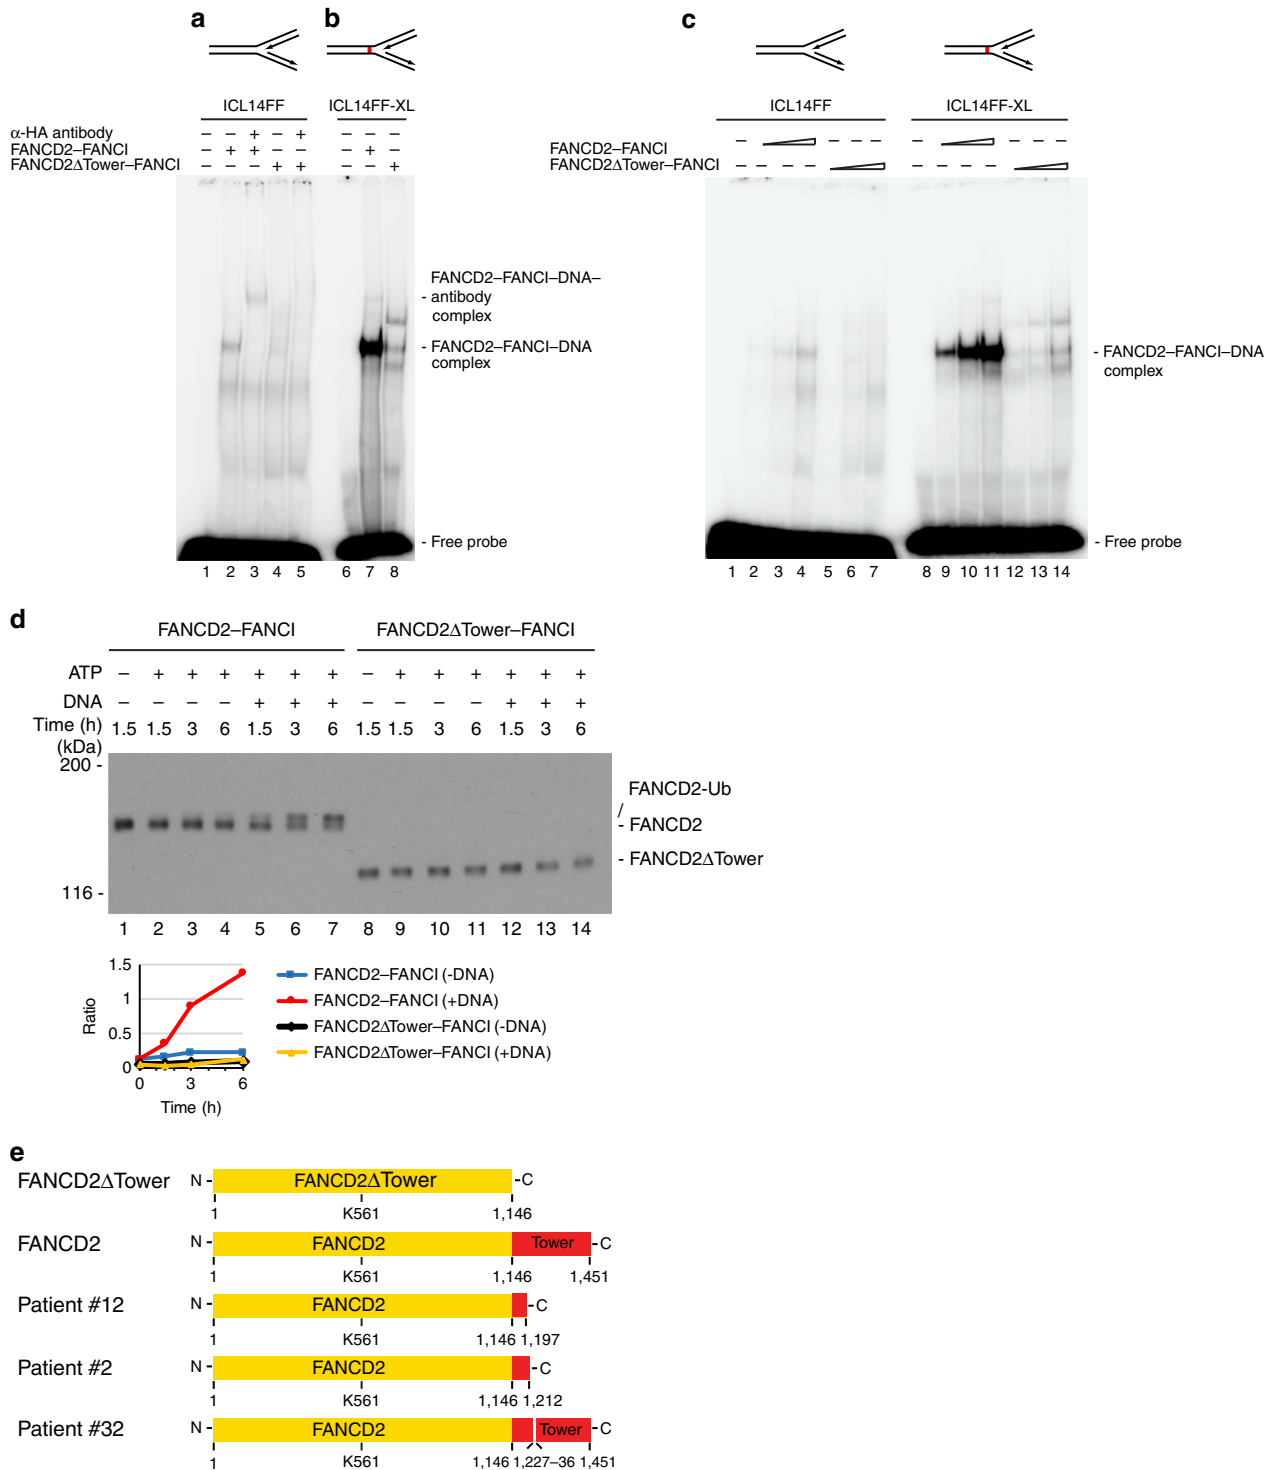 a
b
c
ICL14FF
ICL14FF-XL
ICL14FF
ICL14FF-XL
α-HA antibody – – + – +
FANCD2–FANCI – + + – – – + –
FANCD2ΔTower–FANCI – – – + + – – +
FANCD2–FANCI – – – – – – – – –
FANCD2ΔTower–FANCI – – – – – – – –
FANCD2–FANCI–DNA–
- antibody
complex
- FANCD2–FANCI–DNA
complex
- Free probe
- FANCD2–FANCI–DNA
complex
- Free probe
1 2 3 4 5 6 7 8
1 2 3 4 5 6 7 8 9 10 11 12 13 14
d
FANCD2–FANCI
FANCD2ΔTower–FANCI
ATP – + + + + + + – + + + + + +
DNA – – – – + + + – – – – + + +
Time (h) 1.5 1.5 3 6 1.5 3 6 1.5 1.5 3 6 1.5 3 6
(kDa)
200 -
116 -
FANCD2-Ub
/
- FANCD2
- FANCD2ΔTower
1 2 3 4 5 6 7 8 9 10 11 12 13 14
1.5
1
0.5
0
Ratio
0 3 6
Time (h)
FANCD2–FANCI (-DNA)
FANCD2–FANCI (+DNA)
FANCD2ΔTower–FANCI (-DNA)
FANCD2ΔTower–FANCI (+DNA)
e
FANCD2ΔTower N - FANCD2ΔTower -C
1 K561 1,146
FANCD2 N - FANCD2 Tower -C
1 K561 1,146 1,451
Patient #12 N - FANCD2 -C
1 K561 1,146 1,197
Patient #2 N - FANCD2 -C
1 K561 1,146 1,212
Patient #32 N - FANCD2 Tower -C
1 K561 1,146 1,227–36 1,451